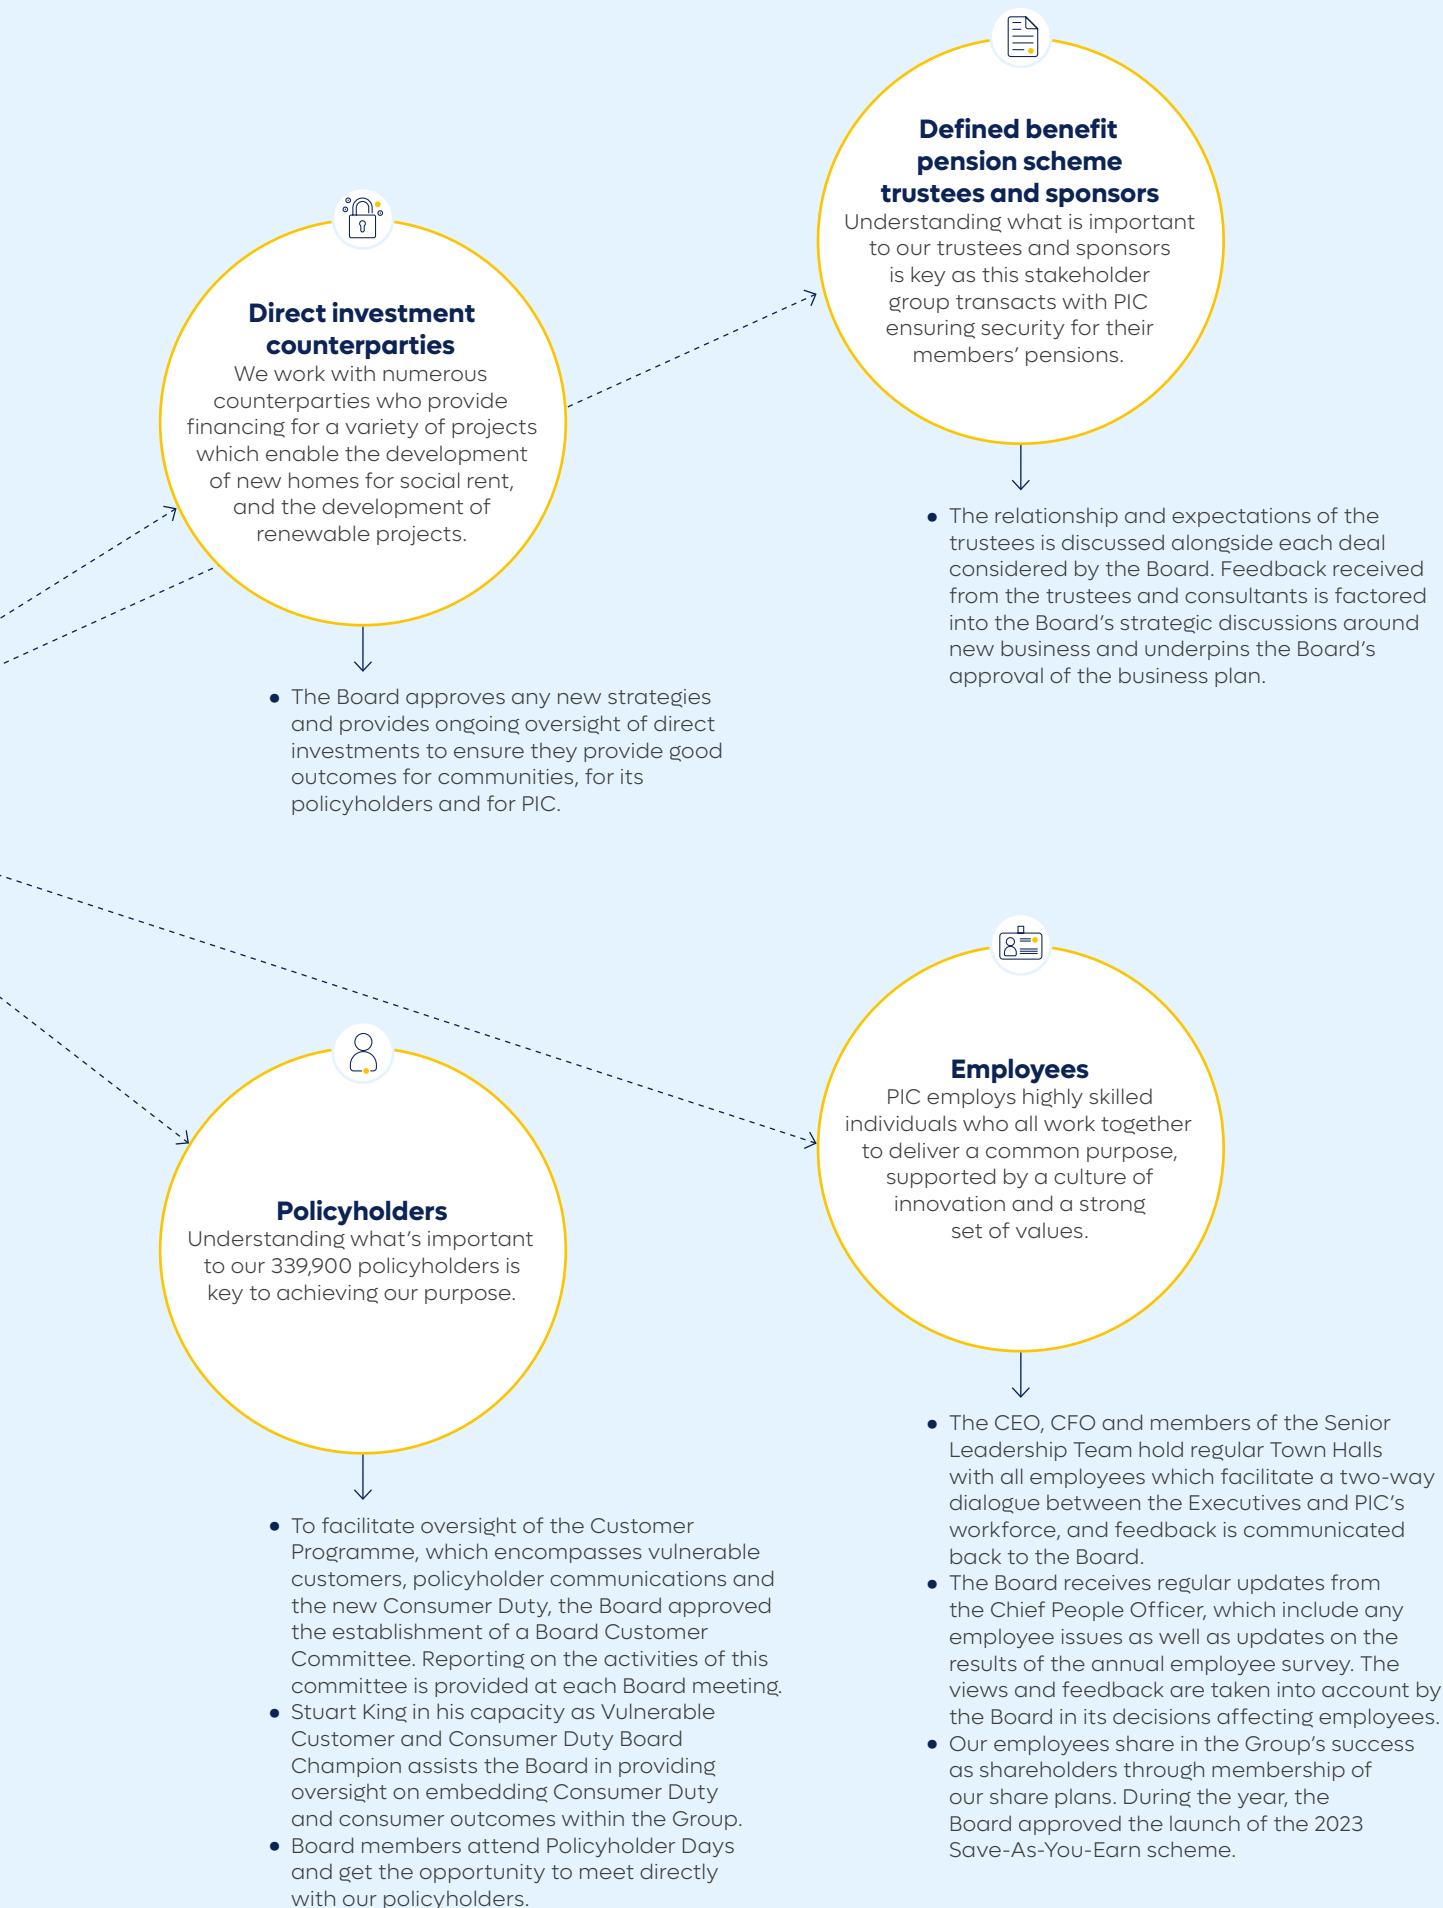 Defined benefit
pension scheme
trustees and sponsors
Understanding what is important
to our trustees and sponsors
is key as this stakeholder
group transacts with PIC
ensuring security for their
members’ pensions.
• The relationship and expectations of the
trustees is discussed alongside each deal
considered by the Board. Feedback received
from the trustees and consultants is factored
into the Board’s strategic discussions around
new business and underpins the Board’s
approval of the business plan.
Direct investment
counterparties
We work with numerous
counterparties who provide
financing for a variety of projects
which enable the development
of new homes for social rent,
and the development of
renewable projects.
• The Board approves any new strategies
and provides ongoing oversight of direct
investments to ensure they provide good
outcomes for communities, for its
policyholders and for PIC.
Employees
PIC employs highly skilled
individuals who all work together
to deliver a common purpose,
supported by a culture of
innovation and a strong
set of values.
• The CEO, CFO and members of the Senior
Leadership Team hold regular Town Halls
with all employees which facilitate a two-way
dialogue between the Executives and PIC’s
workforce, and feedback is communicated
back to the Board.
• The Board receives regular updates from
the Chief People Officer, which include any
employee issues as well as updates on the
results of the annual employee survey. The
views and feedback are taken into account by
the Board in its decisions affecting employees.
• Our employees share in the Group’s success
as shareholders through membership of
our share plans. During the year, the
Board approved the launch of the 2023
Save-As-You-Earn scheme.
Policyholders
Understanding what’s important
to our 339,900 policyholders is
key to achieving our purpose.
• To facilitate oversight of the Customer
Programme, which encompasses vulnerable
customers, policyholder communications and
the new Consumer Duty, the Board approved
the establishment of a Board Customer
Committee. Reporting on the activities of this
committee is provided at each Board meeting.
• Stuart King in his capacity as Vulnerable
Customer and Consumer Duty Board
Champion assists the Board in providing
oversight on embedding Consumer Duty
and consumer outcomes within the Group.
• Board members attend Policyholder Days
and get the opportunity to meet directly
with our policyholders.